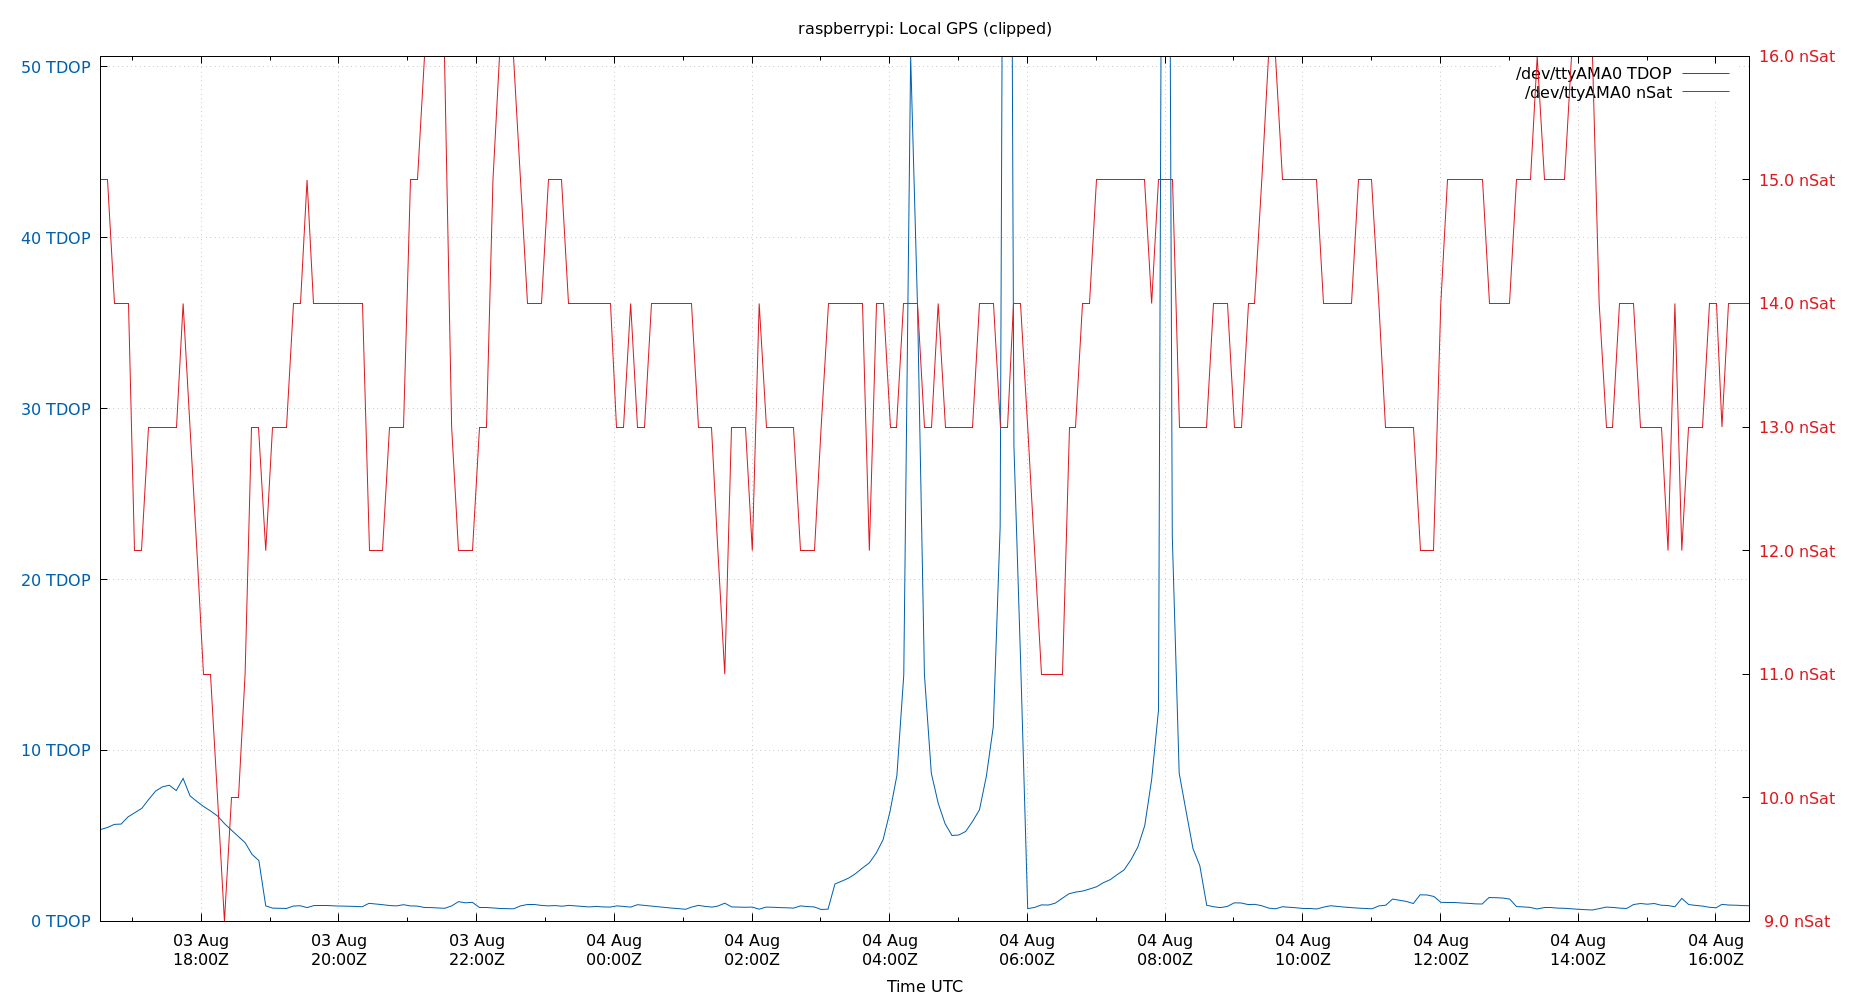 raspberrypi: Local GPS (clipped)
50 TDOP
40 TDOP
30 TDOP
20 TDOP
10 TDOP
0 TDOP
16.0 nSat
15.0 nSat
14.0 nSat
13.0 nSat
12.0 nSat
11.0 nSat
10.0 nSat
9.0 nSat
/dev/ttyAMA0 TDOP
/dev/ttyAMA0 nSat
03 Aug
18:00Z
03 Aug
20:00Z
03 Aug
22:00Z
04 Aug
00:00Z
04 Aug
02:00Z
04 Aug
04:00Z
04 Aug
06:00Z
04 Aug
08:00Z
04 Aug
10:00Z
04 Aug
12:00Z
04 Aug
14:00Z
04 Aug
16:00Z
Time UTC